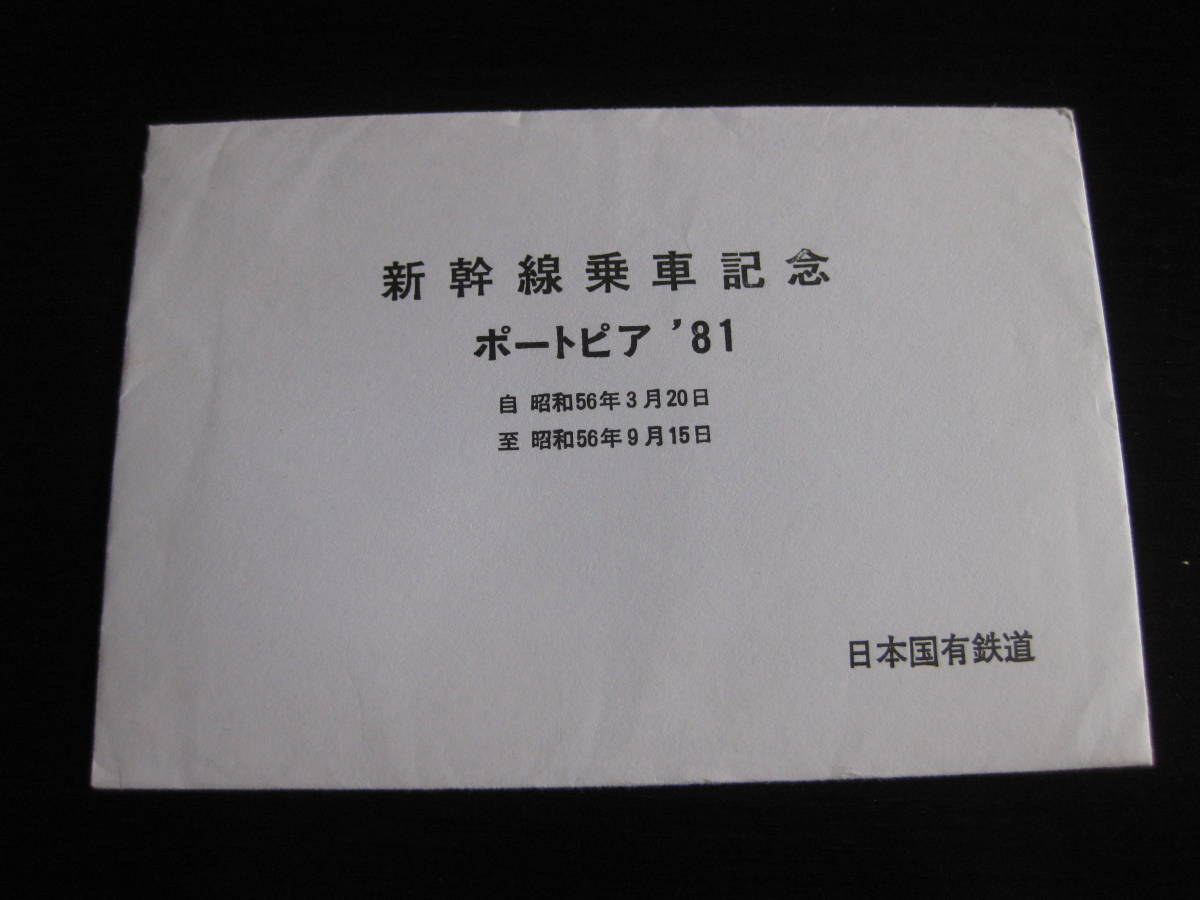 新幹線乗車記念
ポートピア '81
自 昭和56年3月20日
至 昭和56年9月15日
日本国有鉄道